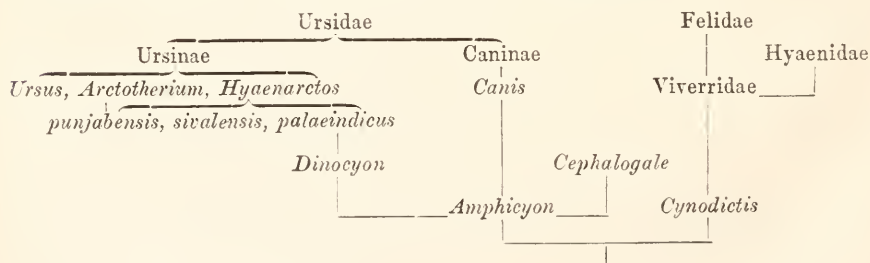 Ursidae Felidae
Ursinae Caninae Hyaenidae
Ursus, Arctotherium, Hyaenarctos Canis Viverridae
punjabensis, sivalensis, palaeindicus
Dinocyon Cephalogale
Amphicyon Cynodictis